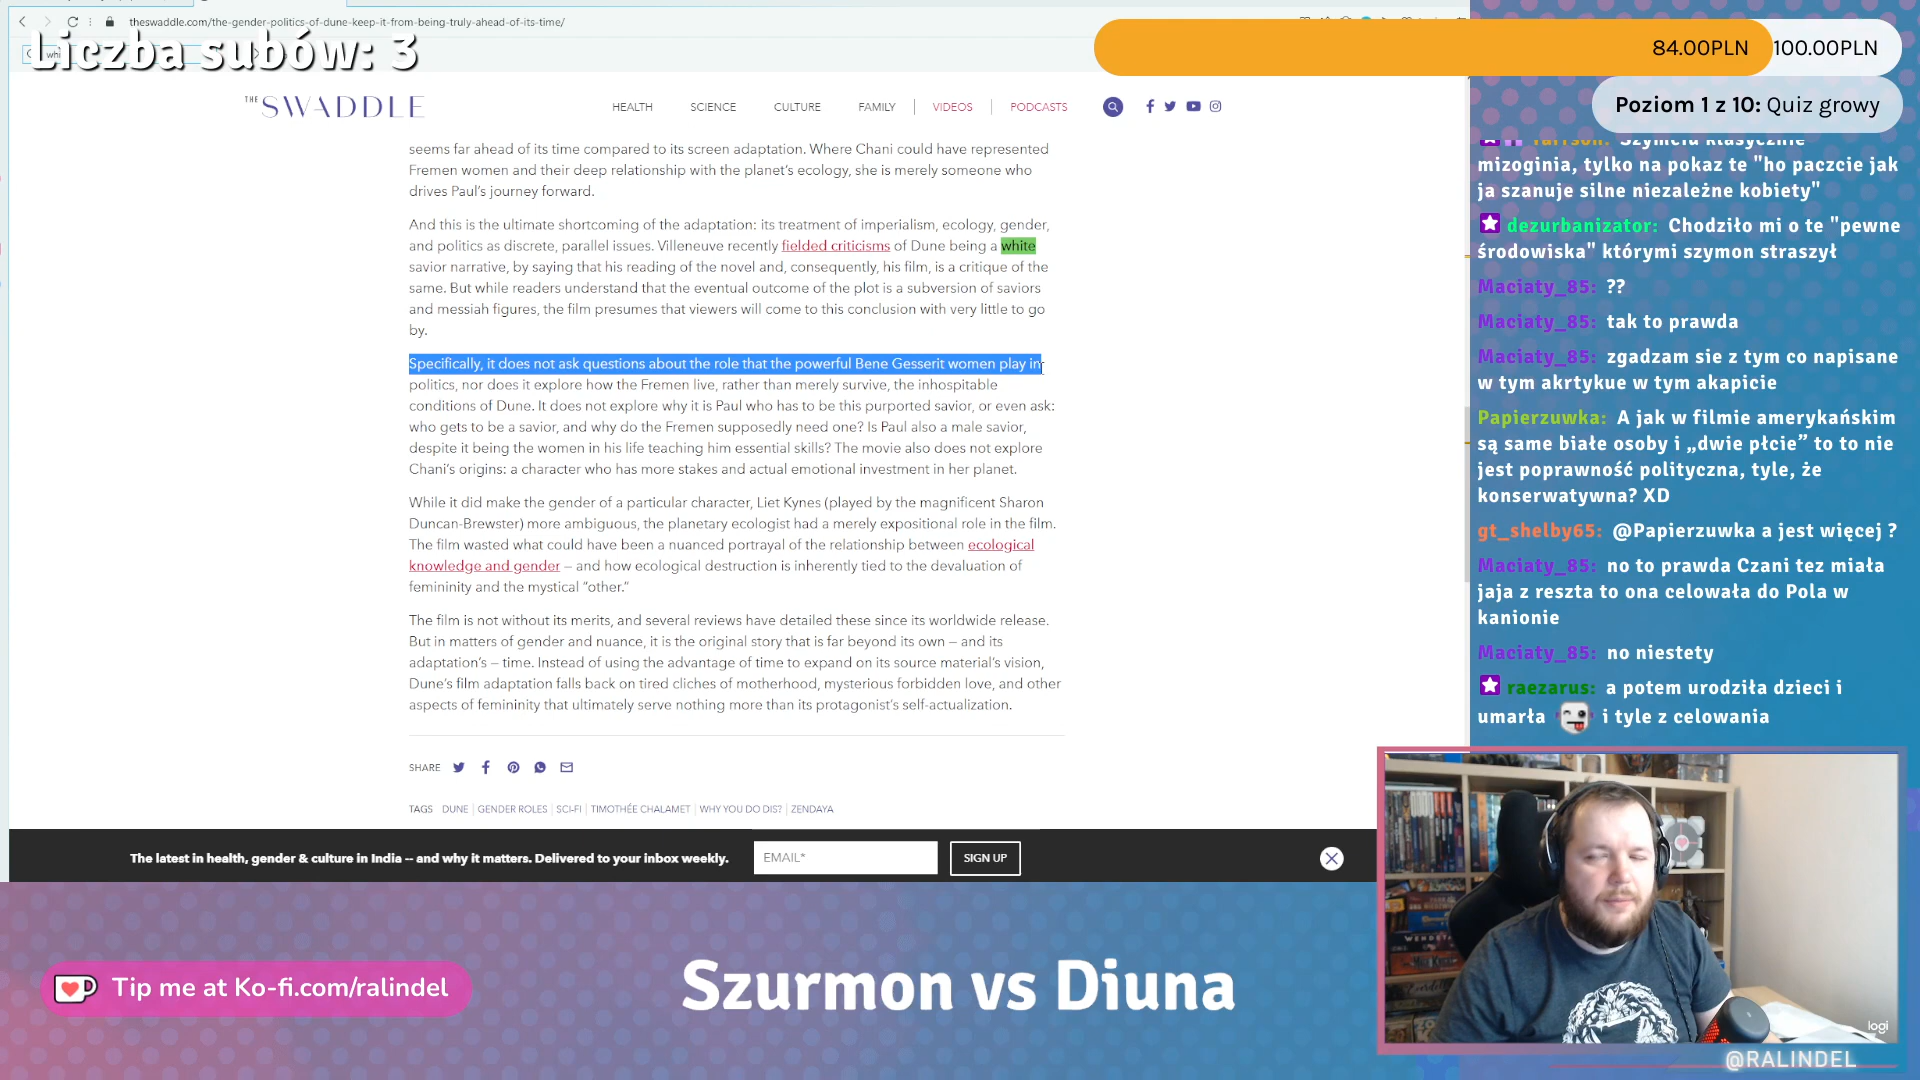 theswaddle.com/the-gender-politics-of-dune-keep-it-from-being-truly-ahead-of-its-time/
Liczba subów: 3
84.00PLN 100.00PLN
Poziom 1 z 10: Quiz growy
THE SWADDLE
HEALTH SCIENCE CULTURE FAMILY VIDEOS PODCASTS
seems far ahead of its time compared to its screen adaptation. Where Chani could have represented
Fremen women and their deep relationship with the planet's ecology, she is merely someone who
drives Paul's journey forward.
And this is the ultimate shortcoming of the adaptation: its treatment of imperialism, ecology, gender,
and politics as discrete, parallel issues. Villeneuve recently fielded criticisms of Dune being a white
savior narrative, by saying that his reading of the novel and, consequently, his film, is a critique of the
same. But while readers understand that the eventual outcome of the plot is a subversion of saviors
and messiah figures, the film presumes that viewers will come to this conclusion with very little to go
by.
Specifically, it does not ask questions about the role that the powerful Bene Gesserit women play in
politics, nor does it explore how the Fremen live, rather than merely survive, the inhospitable
conditions of Dune. It does not explore why it is Paul who has to be this purported savior, or even ask:
who gets to be a savior, and why do the Fremen supposedly need one? Is Paul also a male savior,
despite it being the women in his life teaching him essential skills? The movie also does not explore
Chani's origins: a character who has more stakes and actual emotional investment in her planet.
While it did make the gender of a particular character, Liet Kynes (played by the magnificent Sharon
Duncan-Brewster) more ambiguous, the planetary ecologist had a merely expositional role in the film.
The film wasted what could have been a nuanced portrayal of the relationship between ecological
knowledge and gender – and how ecological destruction is inherently tied to the devaluation of
femininity and the mystical “other.”
The film is not without its merits, and several reviews have detailed these since its worldwide release.
But in matters of gender and nuance, it is the original story that is far beyond its own – and its
adaptation's – time. Instead of using the advantage of time to expand on its source material's vision,
Dune's film adaptation falls back on tired cliches of motherhood, mysterious forbidden love, and other
aspects of femininity that ultimately serve nothing more than its protagonist's self-actualization.
SHARE
TAGS DUNE | GENDER ROLES | SCI-FI | TIMOTHÉE CHALAMET | WHY YOU DO DIS? | ZENDAYA
The latest in health, gender & culture in India -- and why it matters. Delivered to your inbox weekly. EMAIL* SIGN UP
Szymciu klasycznie
mizoginia, tylko na pokaz te "ho paczcie jak
ja szanuje silne niezależne kobiety"
dezurbanizator: Chodziło mi o te "pewne
środowiska" którymi szymon straszył
Maciaty_85: ??
Maciaty_85: tak to prawda
Maciaty_85: zgadzam sie z tym co napisane
w tym akrtykue w tym akapicie
Papierzuwka: A jak w filmie amerykańskim
są same białe osoby i „dwie płcie” to to nie
jest poprawność polityczna, tyle, że
konserwatywna? XD
gt_shelby65: @Papierzuwka a jest więcej ?
Maciaty_85: no to prawda Czani tez miała
jaja z reszta to ona celowała do Pola w
kanionie
Maciaty_85: no niestety
raezarus: a potem urodziła dzieci i
umarła i tyle z celowania
Tip me at Ko-fi.com/ralindel
Szurmon vs Diuna
logi
@RALINDEL